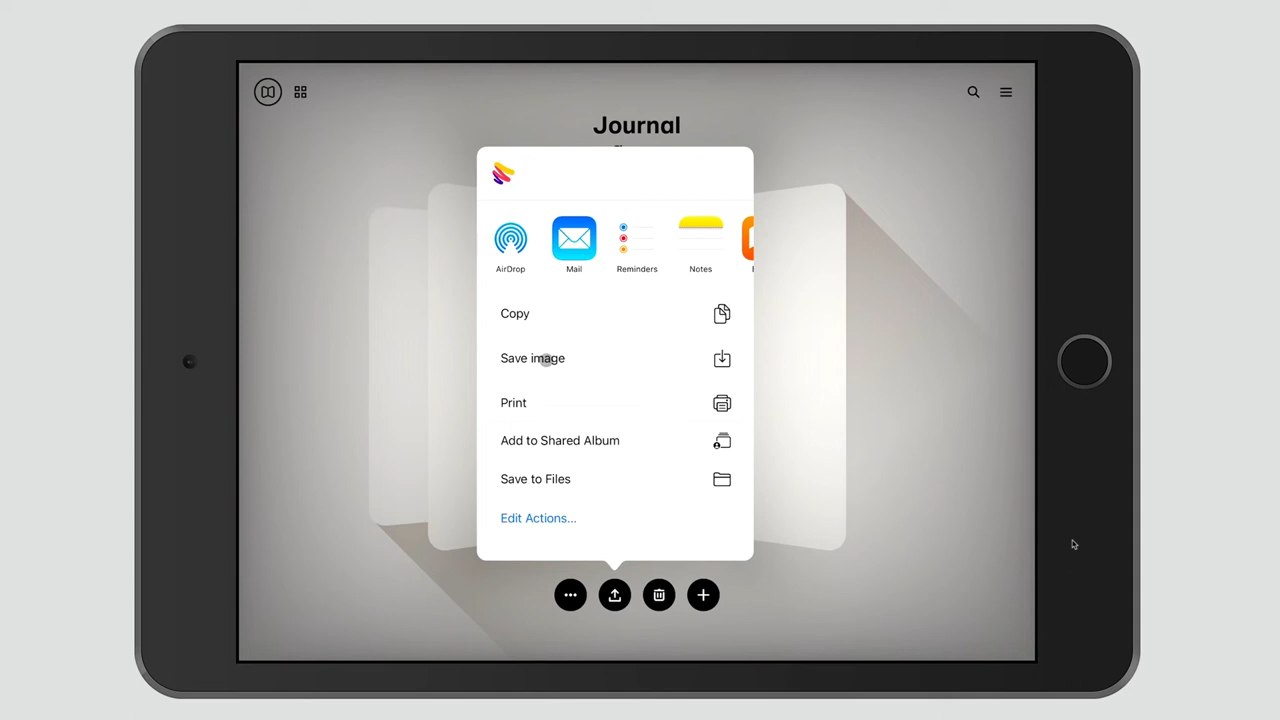 Journal
AirDrop
Mail
Reminders
Notes
Copy
Save image
Print
Add to Shared Album
Save to Files
Edit Actions...